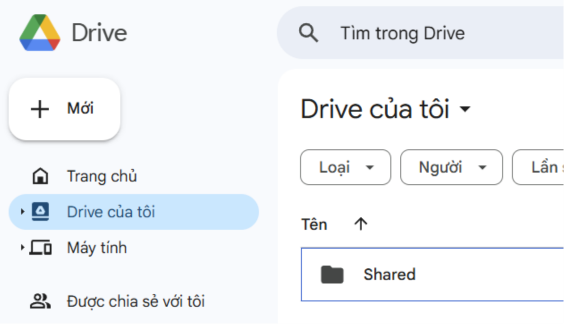 Drive
Tìm trong Drive
Mới
Drive của tôi
Loại
Người
Lần
Trang chủ
Drive của tôi
Máy tính
Được chia sẻ với tôi
Tên
Shared